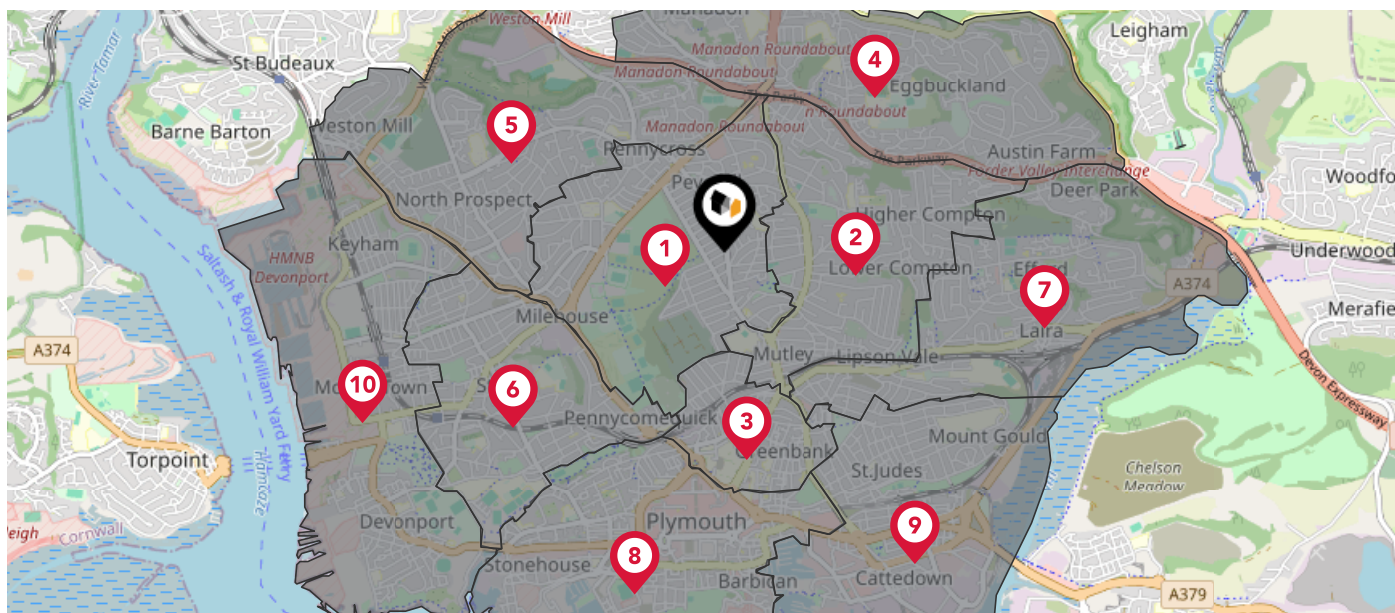 Weston Mill
Manadon
Leigham
River Tamar
St Budeaux
Manadon Roundabout
4
Manadon Roundabout
Eggbuckland
n Roundabout
Barne Barton
Weston Mill
5
Manadon Roundabout
Pennycross
The Parkway
Austin Farm
Forder Valley Interchange
Woodfo
Deer Park
North Prospect
Higher Compton
Keyham
1
2
HMNB
Devonport
Lower Compton
Efford
Underwood
A374
7
Saltash & Royal William Yard Ferry
Milehouse
Laira
Merafie
A374
Mutley
Lipson Vale
Devon Expressway
10
6
3
Pennycomequick
Mount Gould
Greenbank
Torpoint
St.Judes
Chelson
Meadow
Hamoaze
eigh
Cornwall
Devonport
Plymouth
9
8
Stonehouse
Barbican
Cattedown
A379